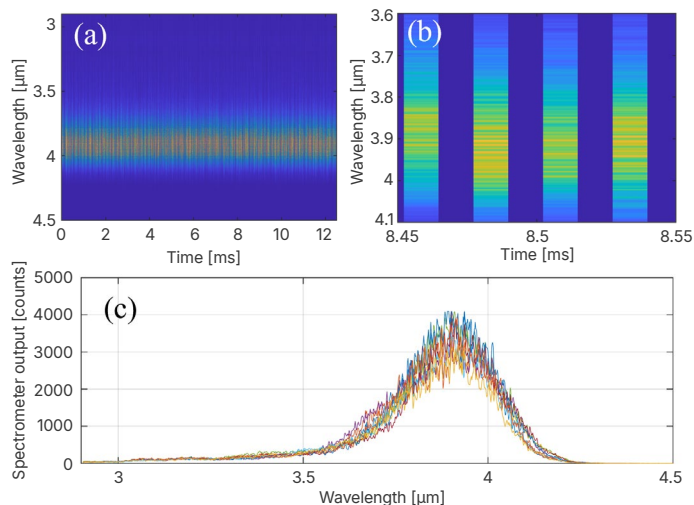 (a)
Wavelength [µm]
3
3.5
4
4.5
0 2 4 6 8 10 12
Time [ms]
(b)
Wavelength [µm]
3.6
3.7
3.8
3.9
4
4.1
8.45 8.5 8.55
Time [ms]
(c)
Spectrometer output [counts]
5000
4000
3000
2000
1000
0
3 3.5 4 4.5
Wavelength [µm]